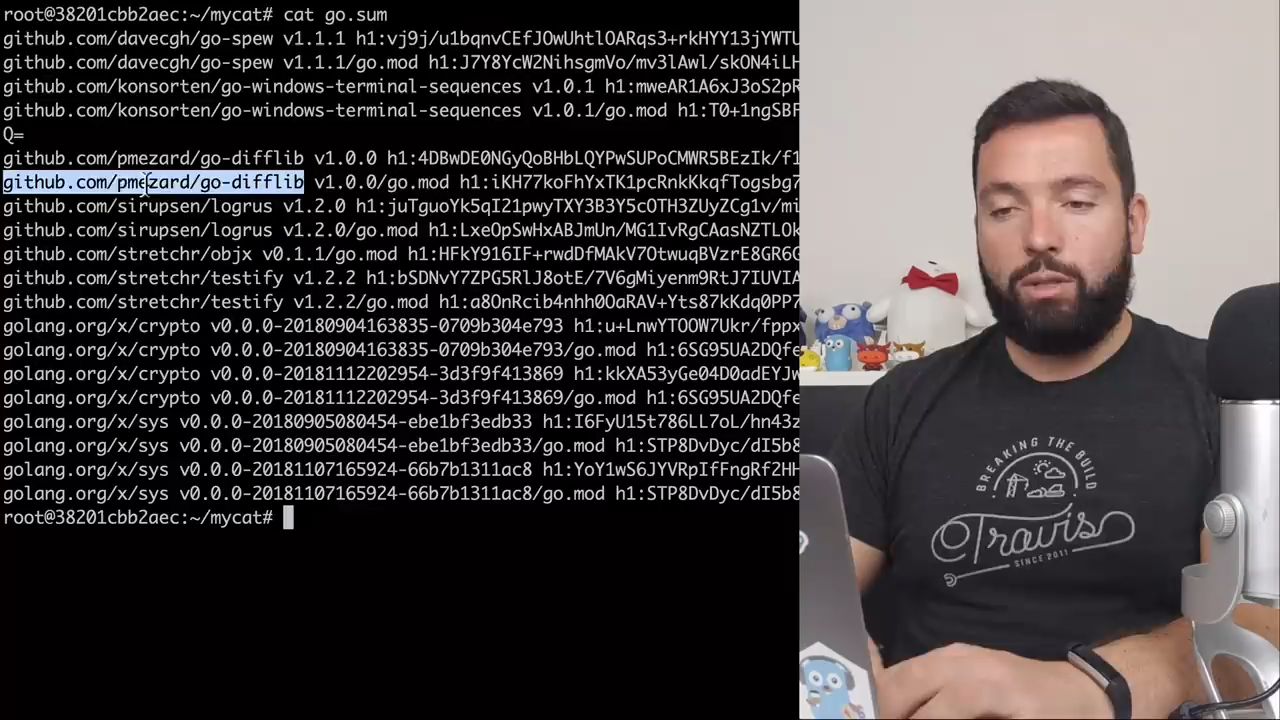 root@38201cbb2aec:~/mycat# cat go.sum
github.com/davecgh/go-spew v1.1.1 h1:vj9j/u1bqnvCEfJOwUhtlOARqs3+rkHYY13jYWTU
github.com/davecgh/go-spew v1.1.1/go.mod h1:J7Y8YcW2NihsgmVo/mv3lAwl/skON4iLH
github.com/konsorten/go-windows-terminal-sequences v1.0.1 h1:mweAR1A6xJ3oS2pR
github.com/konsorten/go-windows-terminal-sequences v1.0.1/go.mod h1:T0+1ngSBF
Q=
github.com/pmezard/go-difflib v1.0.0 h1:4DBwDE0NGyQoBHbLQYPwSUPoCMWR5BEzIk/f1
github.com/pmezard/go-difflib v1.0.0/go.mod h1:iKH77koFhYxTK1pcRnkKkqfTogsbg7
github.com/sirupsen/logrus v1.2.0 h1:juTguoYk5qI21pwyTXY3B3Y5cOTH3ZUyZCg1v/mi
github.com/sirupsen/logrus v1.2.0/go.mod h1:LxeOpSwHxABJmUn/MG1IvRgCAasNZTLOk
github.com/stretchr/objx v0.1.1/go.mod h1:HFkY916IF+rwdDfMAkV7OtwuqBVzrE8GR6G
github.com/stretchr/testify v1.2.2 h1:bSDNvY7ZPG5RlJ8otE/7V6gMiyenm9RtJ7IUVIA
github.com/stretchr/testify v1.2.2/go.mod h1:a8OnRcib4nhh0OaRAV+Yts87kKdq0PP7
golang.org/x/crypto v0.0.0-20180904163835-0709b304e793 h1:u+LnwYTOOW7Ukr/fppx
golang.org/x/crypto v0.0.0-20180904163835-0709b304e793/go.mod h1:6SG95UA2DQfe
golang.org/x/crypto v0.0.0-20181112202954-3d3f9f413869 h1:kkXA53yGe04D0adEYJw
golang.org/x/crypto v0.0.0-20181112202954-3d3f9f413869/go.mod h1:6SG95UA2DQfe
golang.org/x/sys v0.0.0-20180905080454-ebe1bf3edb33 h1:I6FyU15t786LL7oL/hn43z
golang.org/x/sys v0.0.0-20180905080454-ebe1bf3edb33/go.mod h1:STP8DvDyc/dI5b8
golang.org/x/sys v0.0.0-20181107165924-66b7b1311ac8 h1:YoY1wS6JYVRpIfFngRf2HH
golang.org/x/sys v0.0.0-20181107165924-66b7b1311ac8/go.mod h1:STP8DvDyc/dI5b8
root@38201cbb2aec:~/mycat#
BREAKING THE BUILD
Travis
SINCE 2011